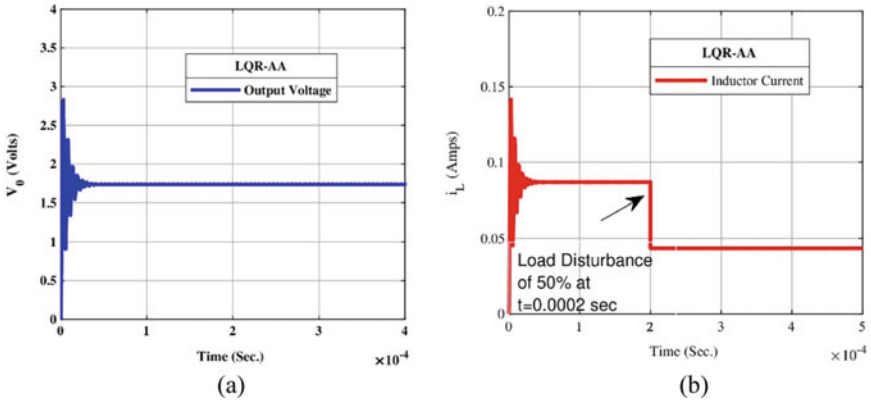 4
3.5
3
2.5
2
1.5
1
0.5
0
V0 (Volts)
LQR-AA
Output Voltage
0
1
2
3
4
Time (Sec.)
×10-4
(a)
0.2
0.15
0.1
0.05
0
iL (Amps)
LQR-AA
Inductor Current
Load Disturbance
of 50% at
t=0.0002 sec
0
1
2
3
4
5
Time (Sec.)
×10-4
(b)